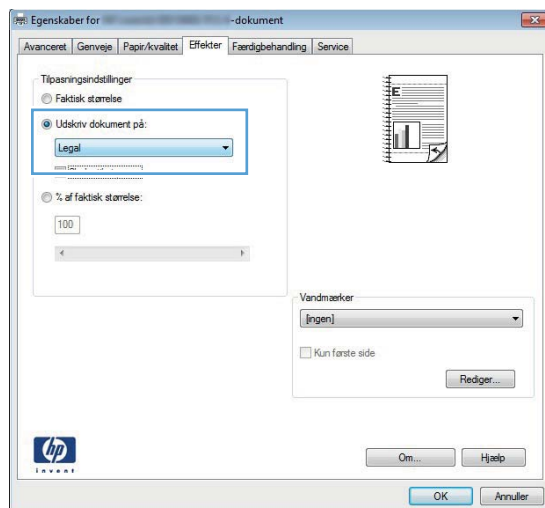 Egenskaber for -dokument
Avanceret Genveje Papir/kvalitet Effekter Færdigbehandling Service
Tilpasningsindstillinger
Faktisk størrelse
Udskriv dokument på:
Legal
% af faktisk størrelse:
100
E
Vandmærker
[ingen]
Kun første side
Rediger...
hp
invent
Om... Hjælp
OK Annuller